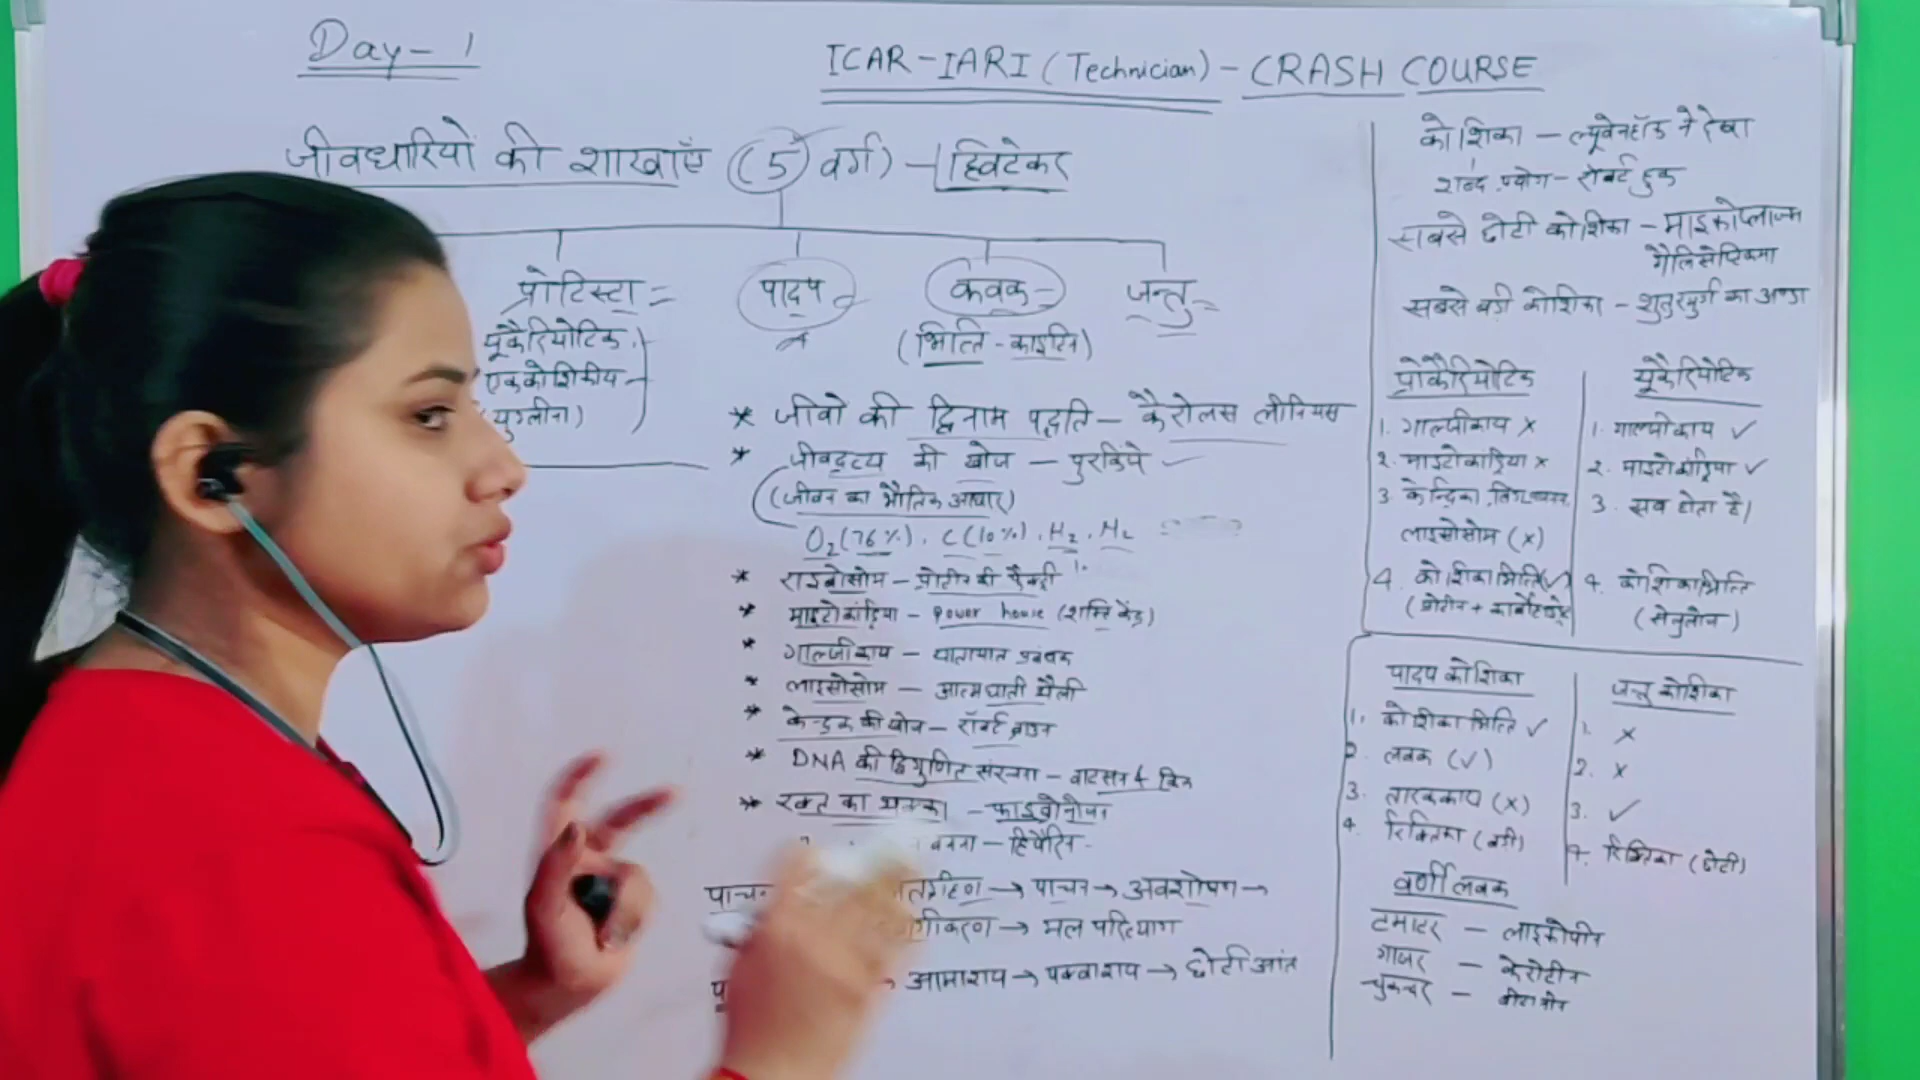 Day- 1
ICAR-IARI (Technician) - CRASH COURSE
जीवधारियों की शाखाएँ (5 वर्ग) - व्हिटेकर
प्रोटिस्टा
यूकैरियोटिक
एककोशिकीय
(युग्लीना)
पादप
कवक
(भित्ति - काइटिन)
जन्तु
* जीवो की द्विनाम पद्धति - कैरोलस लीनियस
* जीवद्रव्य की खोज - पुरकिंजे
(जीवन का भौतिक आधार)
O2 (76%), C (10%), H2, N2
* राइबोसोम - प्रोटीन की फैक्ट्री
* माइटोकांड्रिया - power house (शक्ति केंद्र)
* गाल्जीकाय - यातायात प्रबंधक
* लाइसोसोम - आत्मघाती थैली
* केन्द्रक की खोज - रॉबर्ट ब्राउन
* DNA की द्विगुणित संरचना - वाटसन & क्रिक
* रक्त का थक्का - फाइब्रीनोजन
बनना - हिपैरिन
पाचन → पाचन → अवशोषण →
→ मल परित्याग
→ आमाशय → पक्वाशय → छोटी आंत
कोशिका - ल्यूवेनहॉक ने देखा
शब्द प्रयोग - रॉबर्ट हुक
सबसे छोटी कोशिका - माइकोप्लाज्म
गैलिसेप्टिकमा
सबसे बड़ी कोशिका - शुतुरमुर्ग का अण्डा
प्रोकैरियोटिक
1. गाल्जीकाय ×
2. माइटोकांड्रिया ×
3 केन्द्रिका,
लाइसोसोम (×)
4. कोशिकाभित्ति (✓)
(प्रोटीन + कार्बोहाइड्रेट)
यूकैरियोटिक
1. गाल्जीकाय ✓
2. माइटोकांड्रिया ✓
3. सब होता है।
4. कोशिकाभित्ति
(सेलुलोज)
पादप कोशिका
1. कोशिका भित्ति ✓
2. लवक (✓)
3. तारककाय (×)
4. रिक्तिका (बड़ी)
जन्तु कोशिका
1. ×
2. ×
3. ✓
4. रिक्तिका (छोटी)
वर्णी लवक
टमाटर - लाइकोपीन
गाजर - कैरोटीन
चुकन्दर - बीटानीन